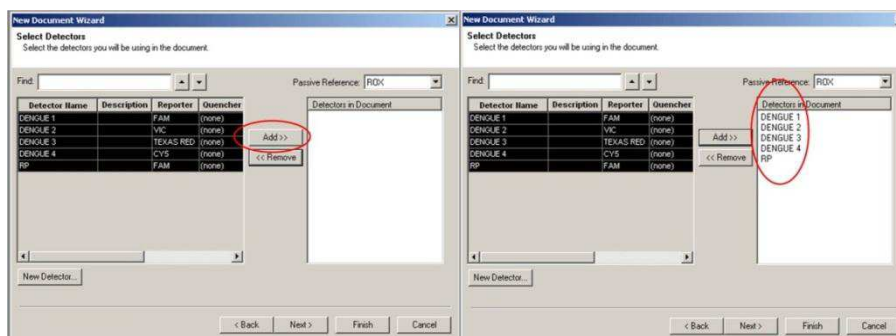 New Document Wizard
Select Detectors
Select the detectors you will be using in the document.
Find:
Passive Reference: ROX
Detector Name Description Reporter Quencher
DENGUE 1 FAM (none)
DENGUE 2 VIC (none)
DENGUE 3 TEXAS RED (none)
DENGUE 4 CY5 (none)
RP FAM (none)
Add >>
<< Remove
Detectors in Document
New Detector...
< Back Next > Finish Cancel
New Document Wizard
Select Detectors
Select the detectors you will be using in the document.
Find:
Passive Reference: ROX
Detector Name Description Reporter Quencher
DENGUE 1 FAM (none)
DENGUE 2 VIC (none)
DENGUE 3 TEXAS RED (none)
DENGUE 4 CY5 (none)
RP FAM (none)
Add >>
<< Remove
Detectors in Document
DENGUE 1
DENGUE 2
DENGUE 3
DENGUE 4
RP
New Detector...
< Back Next > Finish Cancel